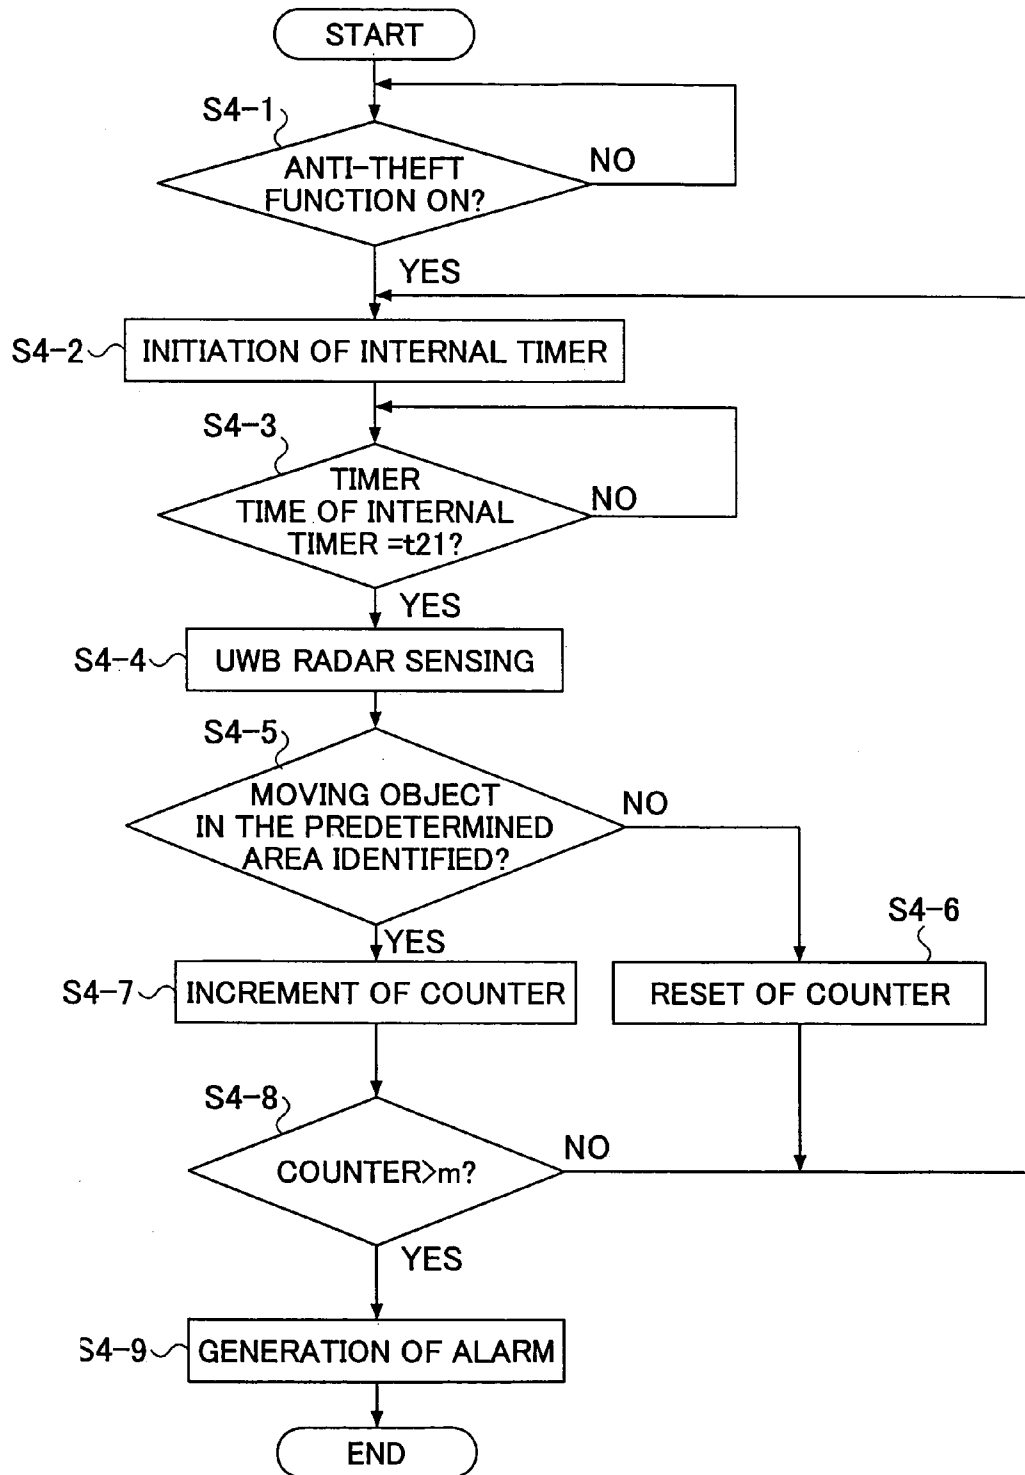 START
S4-1
ANTI-THEFT
FUNCTION ON?
NO
YES
S4-2
INITIATION OF INTERNAL TIMER
S4-3
TIMER
TIME OF INTERNAL
TIMER =t21?
NO
YES
S4-4
UWB RADAR SENSING
S4-5
MOVING OBJECT
IN THE PREDETERMINED
AREA IDENTIFIED?
NO
YES
S4-6
S4-7
INCREMENT OF COUNTER
RESET OF COUNTER
S4-8
COUNTER>m?
NO
YES
S4-9
GENERATION OF ALARM
END